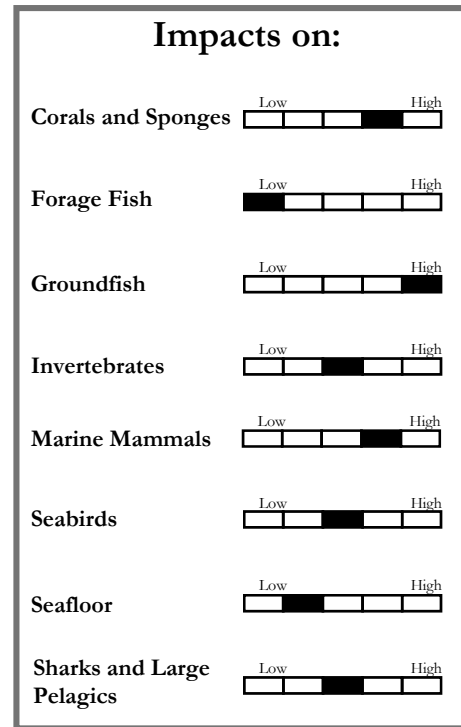 Impacts on:
Low High
Corals and Sponges
Low High
Forage Fish
Low High
Groundfish
Low High
Invertebrates
Low High
Marine Mammals
Low High
Seabirds
Low High
Seafloor
Low High
Sharks and Large
Pelagics